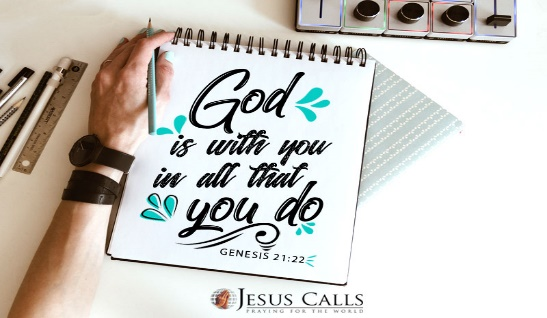 God
is with you
in all that
you do
GENESIS 21:22
JESUS CALLS
PRAYING FOR THE WORLD